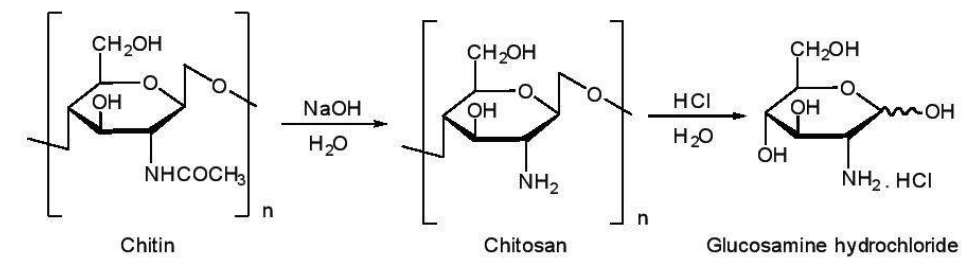 CH₂OH
O
OH
O
NHCOCH₃
n
Chitin
NaOH
H₂O
CH₂OH
O
OH
O
NH₂
n
Chitosan
HCl
H₂O
CH₂OH
O
OH
OH
OH
NH₂ . HCl
Glucosamine hydrochloride